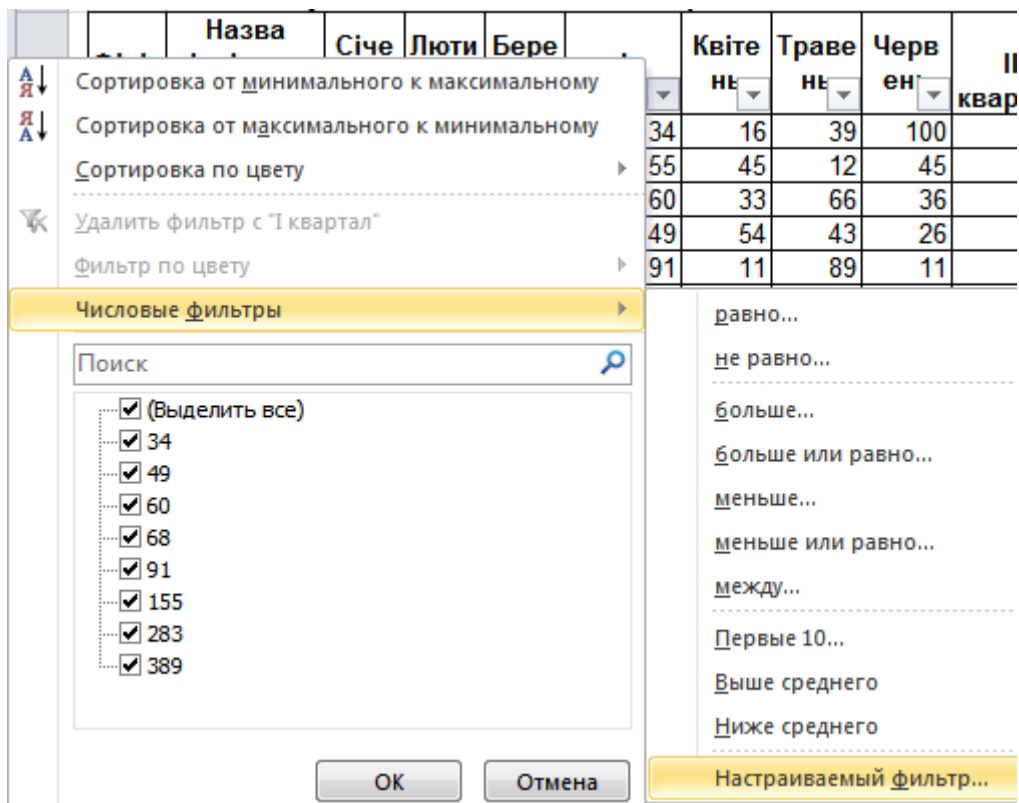 Назва
Січе Люти Бере
Квіте Траве Черв
нь нь ен
квар
34 16 39 100
55 45 12 45
60 33 66 36
49 54 43 26
91 11 89 11
Сортировка от минимального к максимальному
Сортировка от максимального к минимальному
Сортировка по цвету
Удалить фильтр с "I квартал"
Фильтр по цвету
Числовые фильтры
Поиск
(Выделить все)
34
49
60
68
91
155
283
389
ОК Отмена
равно...
не равно...
больше...
больше или равно...
меньше...
меньше или равно...
между...
Первые 10...
Выше среднего
Ниже среднего
Настраиваемый фильтр...